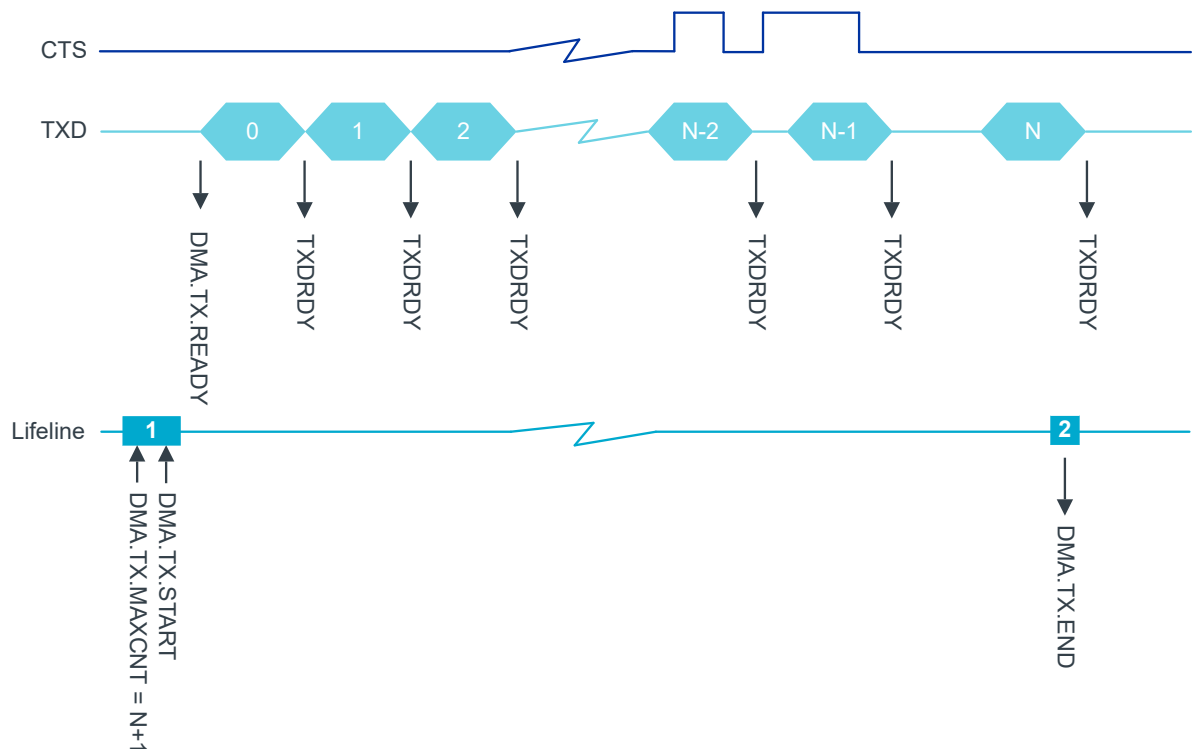 CTS
TXD
0
1
2
N-2
N-1
N
DMA.TX.READY
TXDRDY
TXDRDY
TXDRDY
TXDRDY
TXDRDY
TXDRDY
Lifeline
1
2
DMA.TX.MAXCNT = N+1
DMA.TX.START
DMA.TX.END